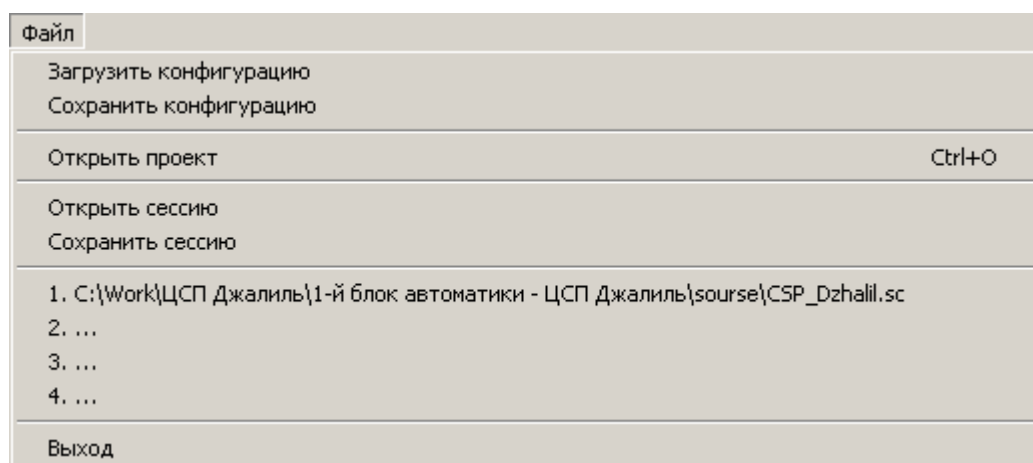 Файл
Загрузить конфигурацию
Сохранить конфигурацию
Открыть проект Ctrl+O
Открыть сессию
Сохранить сессию
1. C:\Work\ЦСП Джалиль\1-й блок автоматики - ЦСП Джалиль\sourse\CSP_Dzhalil.sc
2. ...
3. ...
4. ...
Выход